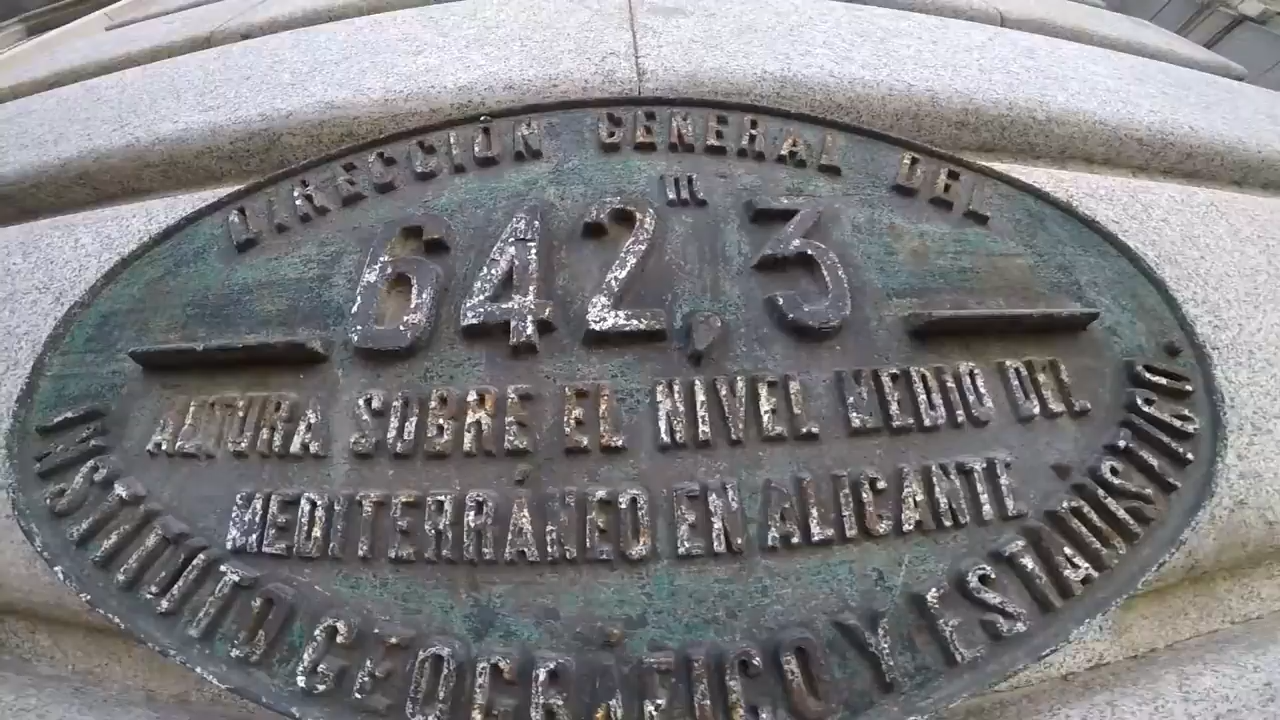 DIRECCIÓN GENERAL DEL
642,3 m
ALTURA SOBRE EL NIVEL MEDIO DEL
MEDITERRÁNEO EN ALICANTE
INSTITUTO GEOGRÁFICO Y ESTADÍSTICO.